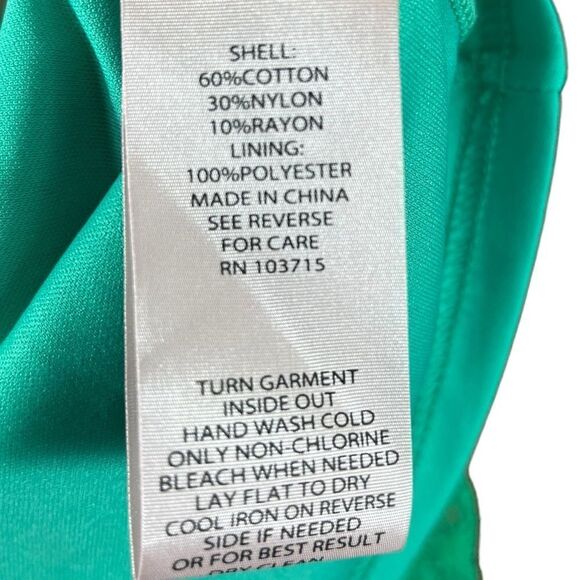 SHELL:
60%COTTON
30%NYLON
10%RAYON
LINING:
100%POLYESTER
MADE IN CHINA
SEE REVERSE
FOR CARE
RN 103715
TURN GARMENT
INSIDE OUT
HAND WASH COLD
ONLY NON-CHLORINE
BLEACH WHEN NEEDED
LAY FLAT TO DRY
COOL IRON ON REVERSE
SIDE IF NEEDED
OR FOR BEST RESULT
DRY CLEAN